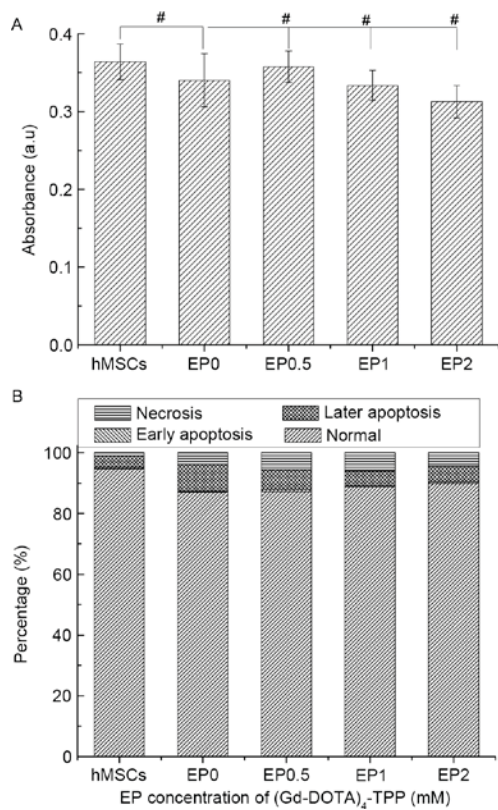 A
# # # #
0.4
0.3
0.2
0.1
0.0
Absorbance (a.u)
hMSCs EP0 EP0.5 EP1 EP2
B
Necrosis Later apoptosis
Early apoptosis Normal
100
80
60
40
20
0
Percentage (%)
hMSCs EP0 EP0.5 EP1 EP2
EP concentration of (Gd-DOTA)₄-TPP (mM)